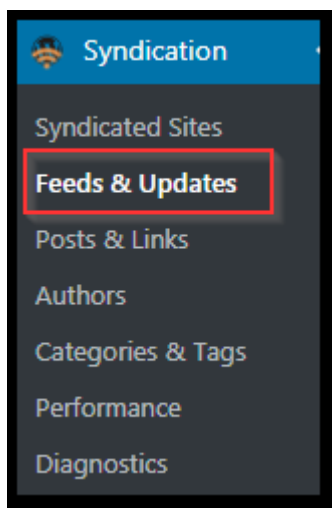 Syndication
Syndicated Sites
Feeds & Updates
Posts & Links
Authors
Categories & Tags
Performance
Diagnostics